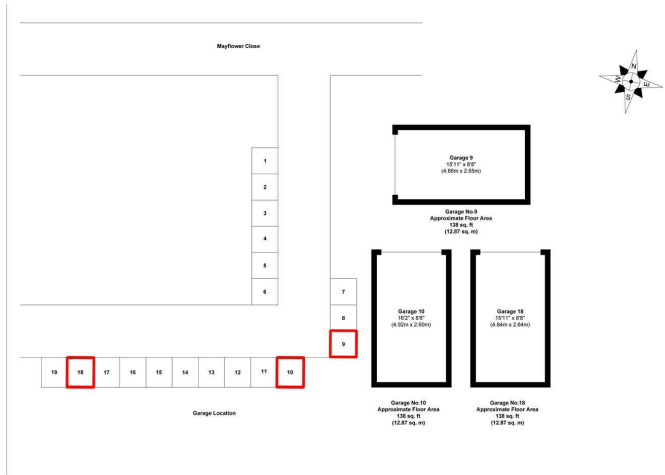 Mayflower Close
N
W
E
S
1
2
3
4
5
6
7
8
9
19
18
17
16
15
14
13
12
11
10
Garage Location
Garage 9
15'11" x 8'8"
(4.86m x 2.65m)
Garage No.9
Approximate Floor Area
138 sq. ft
(12.87 sq. m)
Garage 10
16'2" x 8'6"
(4.92m x 2.60m)
Garage No.10
Approximate Floor Area
138 sq. ft
(12.87 sq. m)
Garage 18
15'11" x 8'8"
(4.84m x 2.64m)
Garage No.18
Approximate Floor Area
138 sq. ft
(12.87 sq. m)